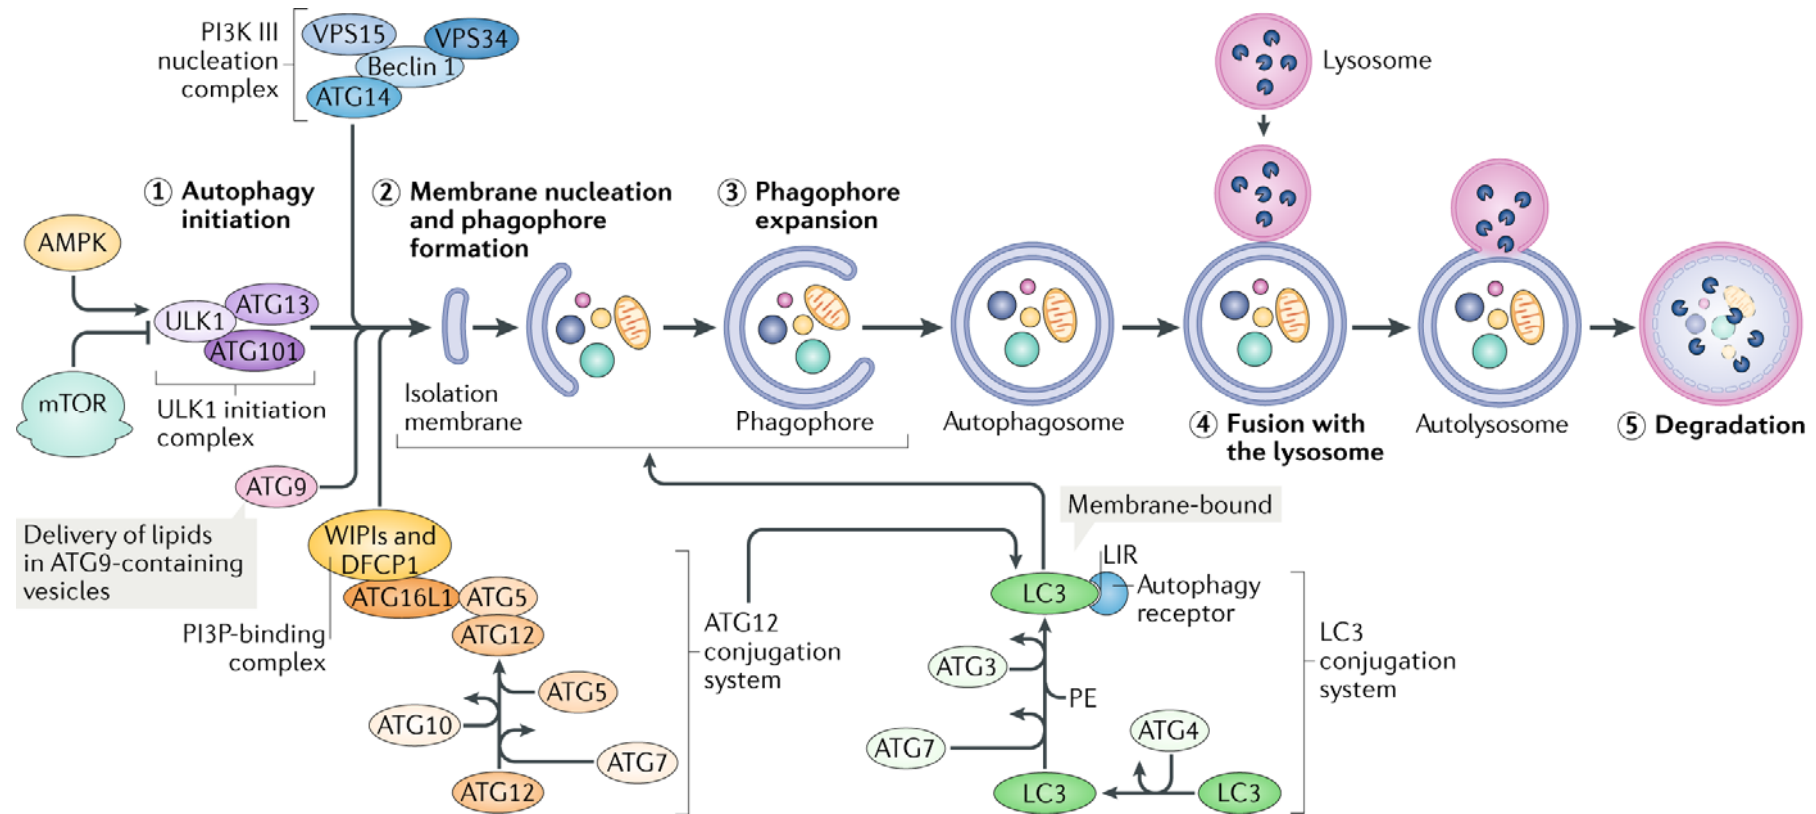 PI3K III
nucleation
complex
VPS15
VPS34
Beclin 1
ATG14
Lysosome
1 Autophagy
initiation
2 Membrane nucleation
and phagophore
formation
3 Phagophore
expansion
AMPK
ULK1
ATG13
ATG101
mTOR
ULK1 initiation
complex
Isolation
membrane
Phagophore
Autophagosome
4 Fusion with
the lysosome
Autolysosome
5 Degradation
ATG9
Delivery of lipids
in ATG9-containing
vesicles
WIPIs and
DFCP1
ATG16L1
ATG5
ATG12
PI3P-binding
complex
ATG5
ATG10
ATG7
ATG12
ATG12
conjugation
system
Membrane-bound
LIR
LC3
Autophagy
receptor
ATG3
PE
ATG7
ATG4
LC3
LC3
LC3
conjugation
system